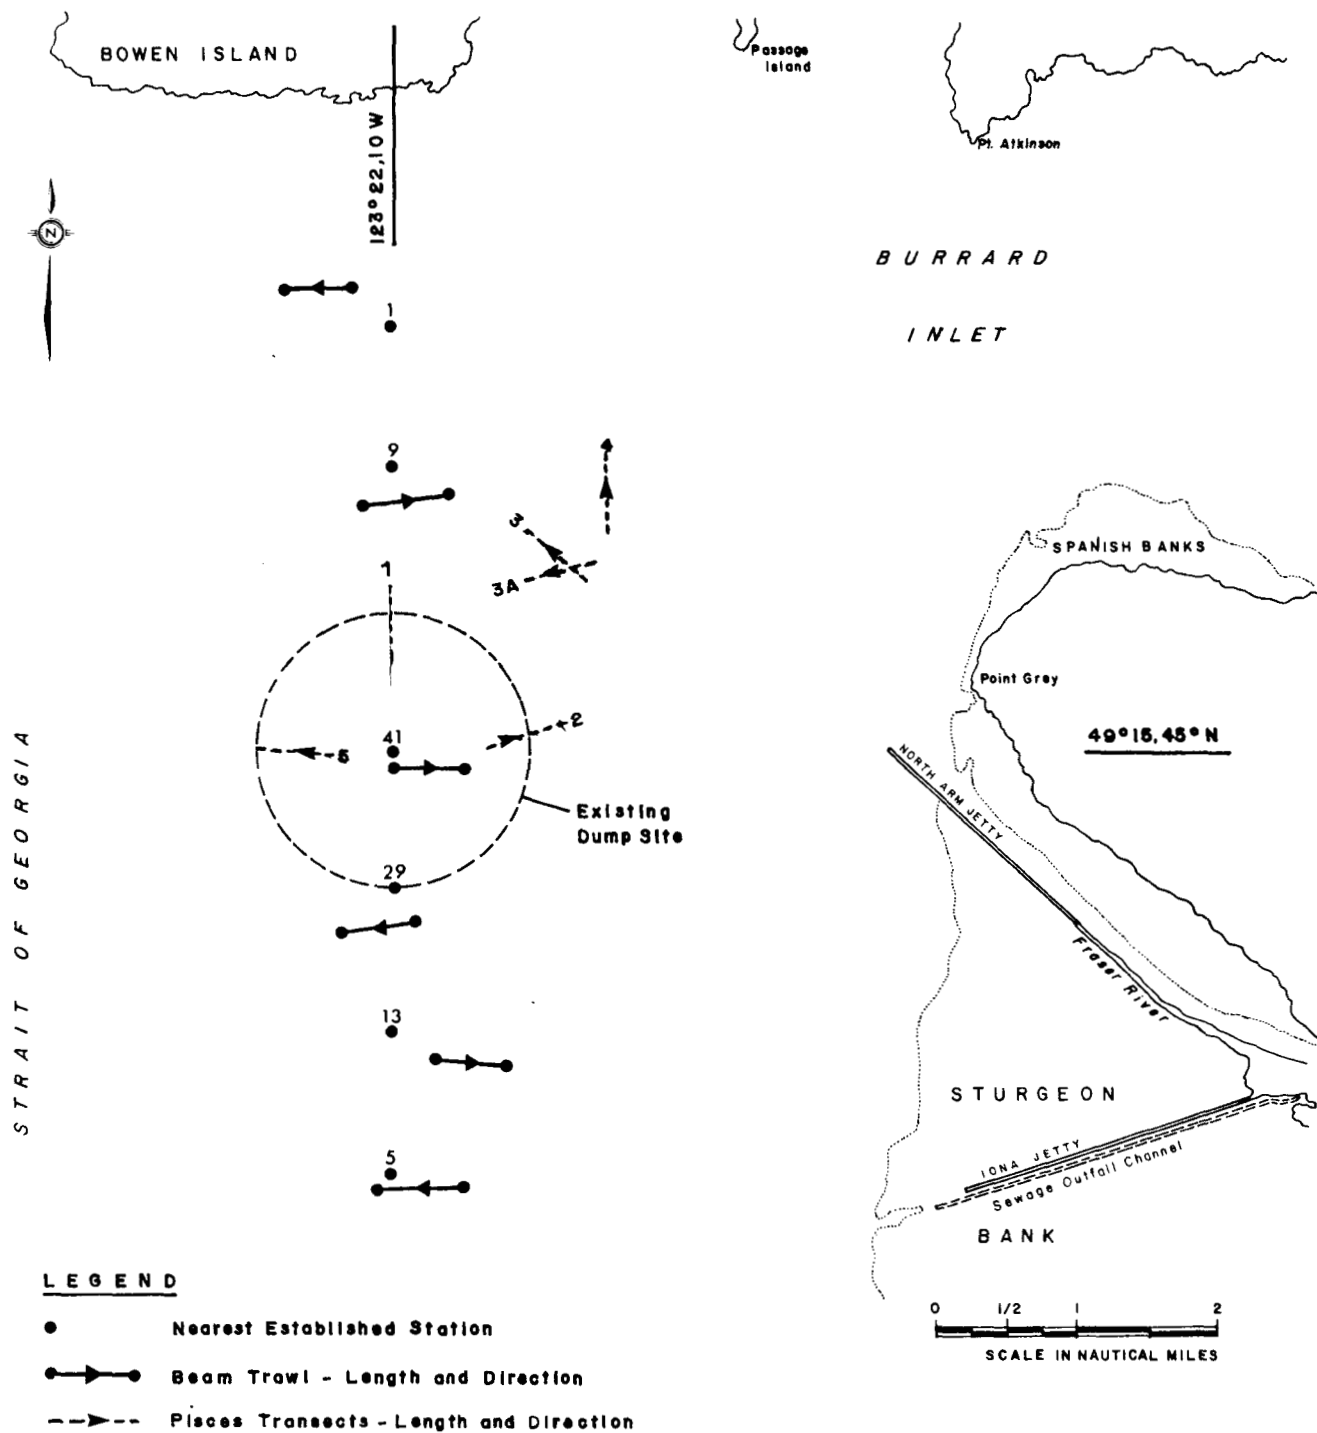 BOWEN ISLAND
Passage
Island
Pt. Atkinson
123° 22,10 W
N
BURRARD
INLET
1
9
3
3A
1
SPANISH BANKS
Point Grey
49° 15,45° N
2
41
5
NORTH ARM JETTY
Existing
Dump Site
29
STRAIT OF GEORGIA
Fraser River
13
STURGEON
5
IONA JETTY
Sewage Outfall Channel
BANK
LEGEND
Nearest Established Station
Beam Trawl - Length and Direction
Pisces Transects - Length and Direction
0 1/2 1 2
SCALE IN NAUTICAL MILES